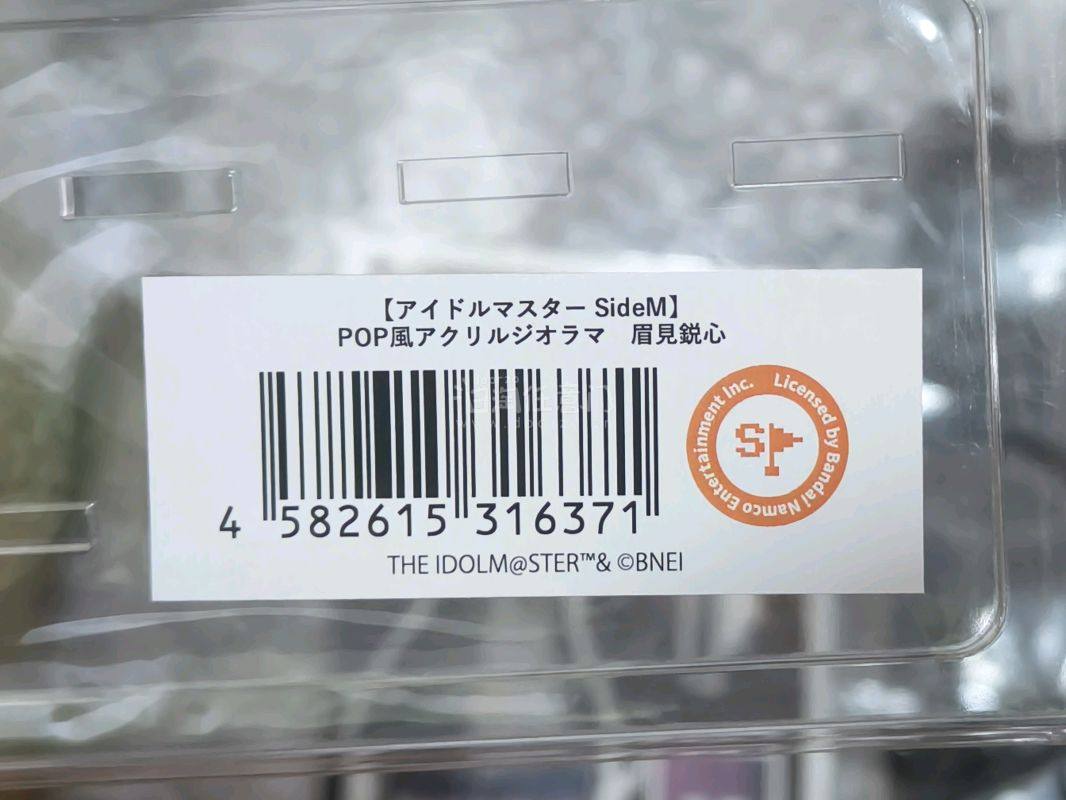 【アイドルマスター SideM】
POP風アクリルジオラマ　眉見鋭心
4 582615 316371
Licensed by Bandai Namco Entertainment Inc.
SP
THE IDOLM@STER™& ©BNEI